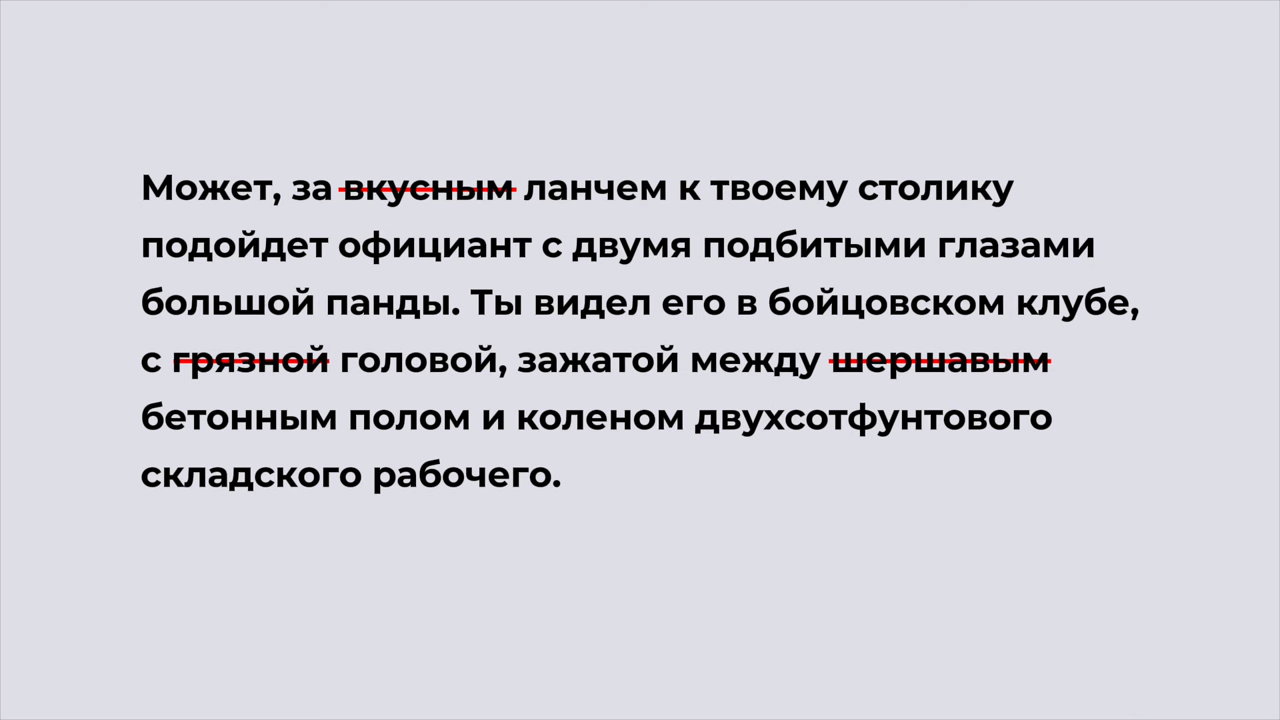 Может, за вкусным ланчем к твоему столику
подойдет официант с двумя подбитыми глазами
большой панды. Ты видел его в бойцовском клубе,
с грязной головой, зажатой между шершавым
бетонным полом и коленом двухсотфунтового
складского рабочего.